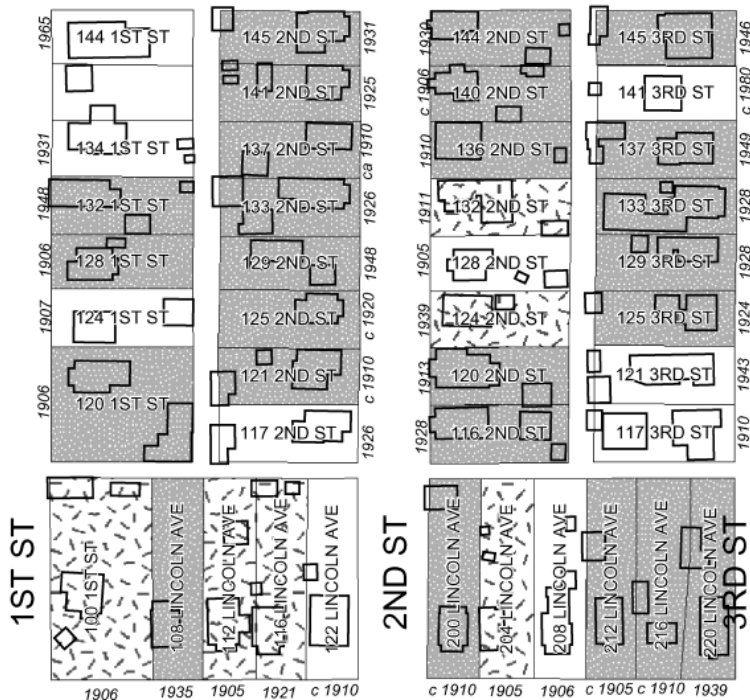 1965
144 1ST ST
145 2ND ST
1931
1930
144 2ND ST
145 3RD ST
1946
141 2ND ST
1925
c 1906
140 2ND ST
141 3RD ST
c 1980
1931
134 1ST ST
137 2ND ST
ca 1910
1910
136 2ND ST
137 3RD ST
1949
1948
132 1ST ST
133 2ND ST
1926
1911
132 2ND ST
133 3RD ST
1928
1906
128 1ST ST
129 2ND ST
1948
1905
128 2ND ST
129 3RD ST
1928
1907
124 1ST ST
125 2ND ST
c 1920
1939
124 2ND ST
125 3RD ST
1924
1906
120 1ST ST
121 2ND ST
c 1910
1913
120 2ND ST
121 3RD ST
1943
117 2ND ST
1926
1928
116 2ND ST
117 3RD ST
1910
1ST ST
100 1ST ST
108 LINCOLN AVE
112 LINCOLN AVE
116 LINCOLN AVE
122 LINCOLN AVE
2ND ST
200 LINCOLN AVE
204 LINCOLN AVE
208 LINCOLN AVE
212 LINCOLN AVE
216 LINCOLN AVE
220 LINCOLN AVE
3RD ST
1906
1935
1905
1921
c 1910
c 1910
1905
1906
c 1905
c 1910
1939